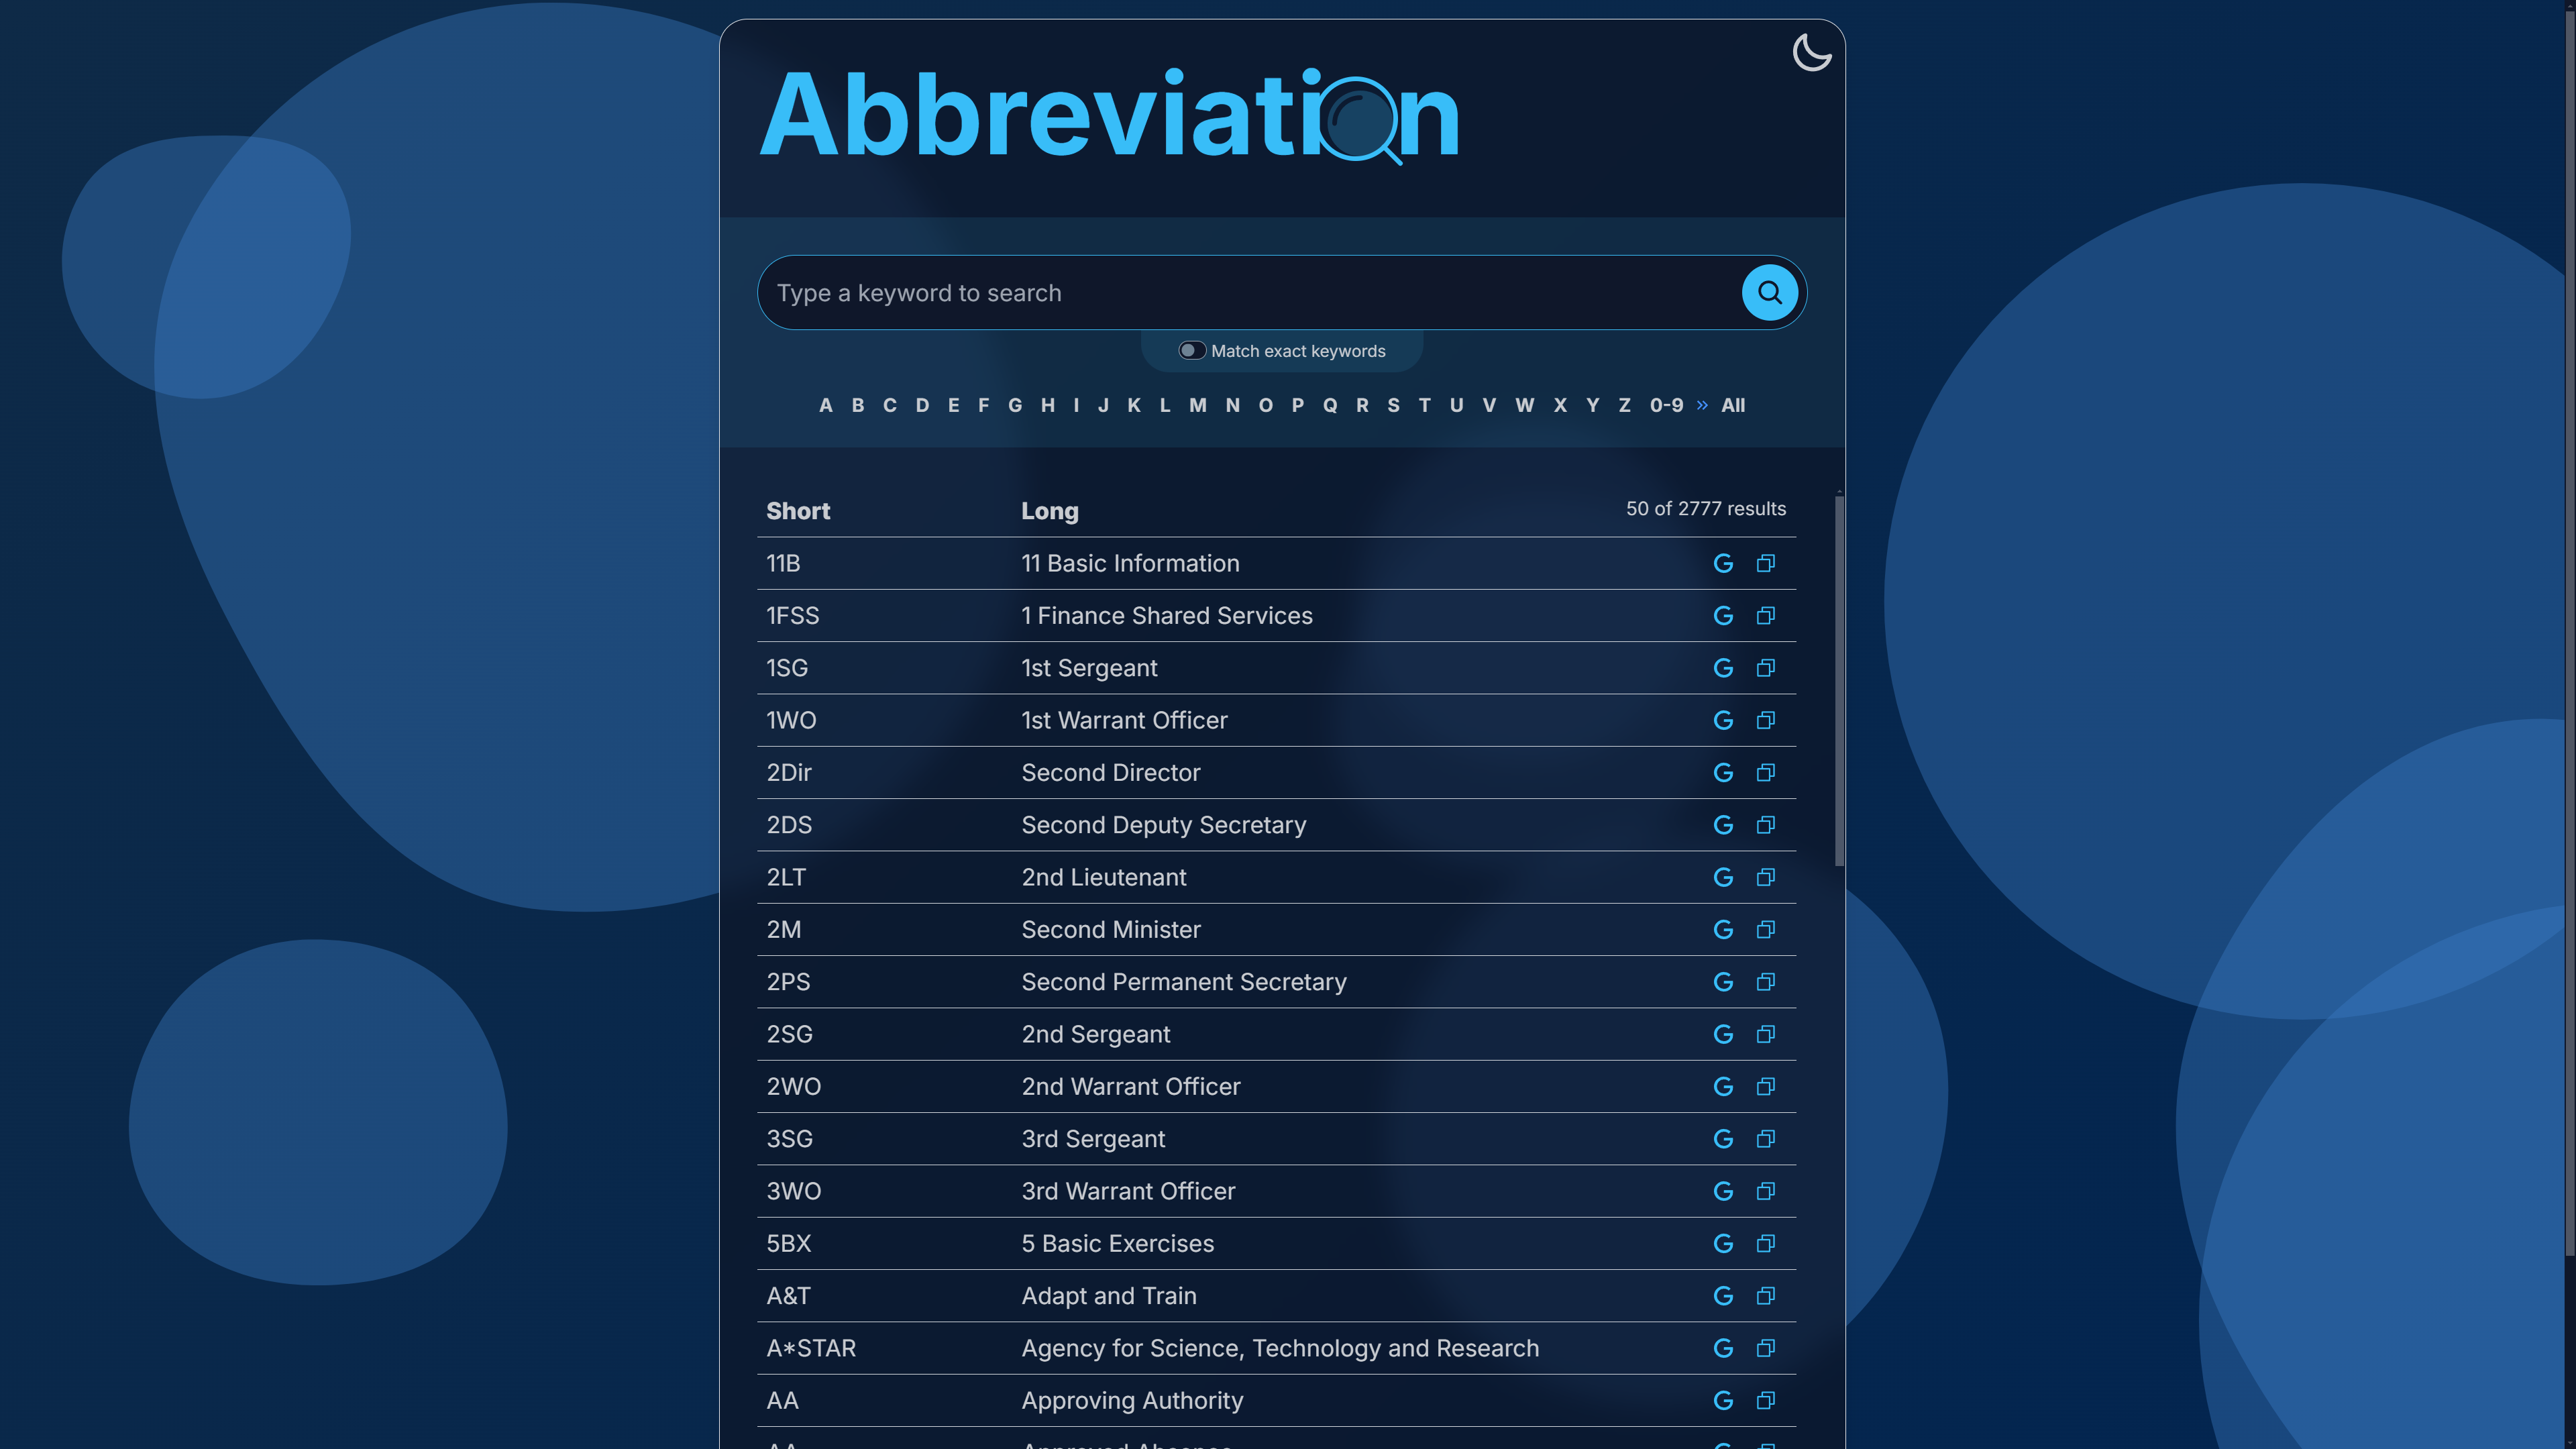 Abbreviation
Type a keyword to search
Match exact keywords
A B C D E F G H I J K L M N O P Q R S T U V W X Y Z 0-9 » All
Short Long 50 of 2777 results
11B 11 Basic Information
1FSS 1 Finance Shared Services
1SG 1st Sergeant
1WO 1st Warrant Officer
2Dir Second Director
2DS Second Deputy Secretary
2LT 2nd Lieutenant
2M Second Minister
2PS Second Permanent Secretary
2SG 2nd Sergeant
2WO 2nd Warrant Officer
3SG 3rd Sergeant
3WO 3rd Warrant Officer
5BX 5 Basic Exercises
A&T Adapt and Train
A*STAR Agency for Science, Technology and Research
AA Approving Authority